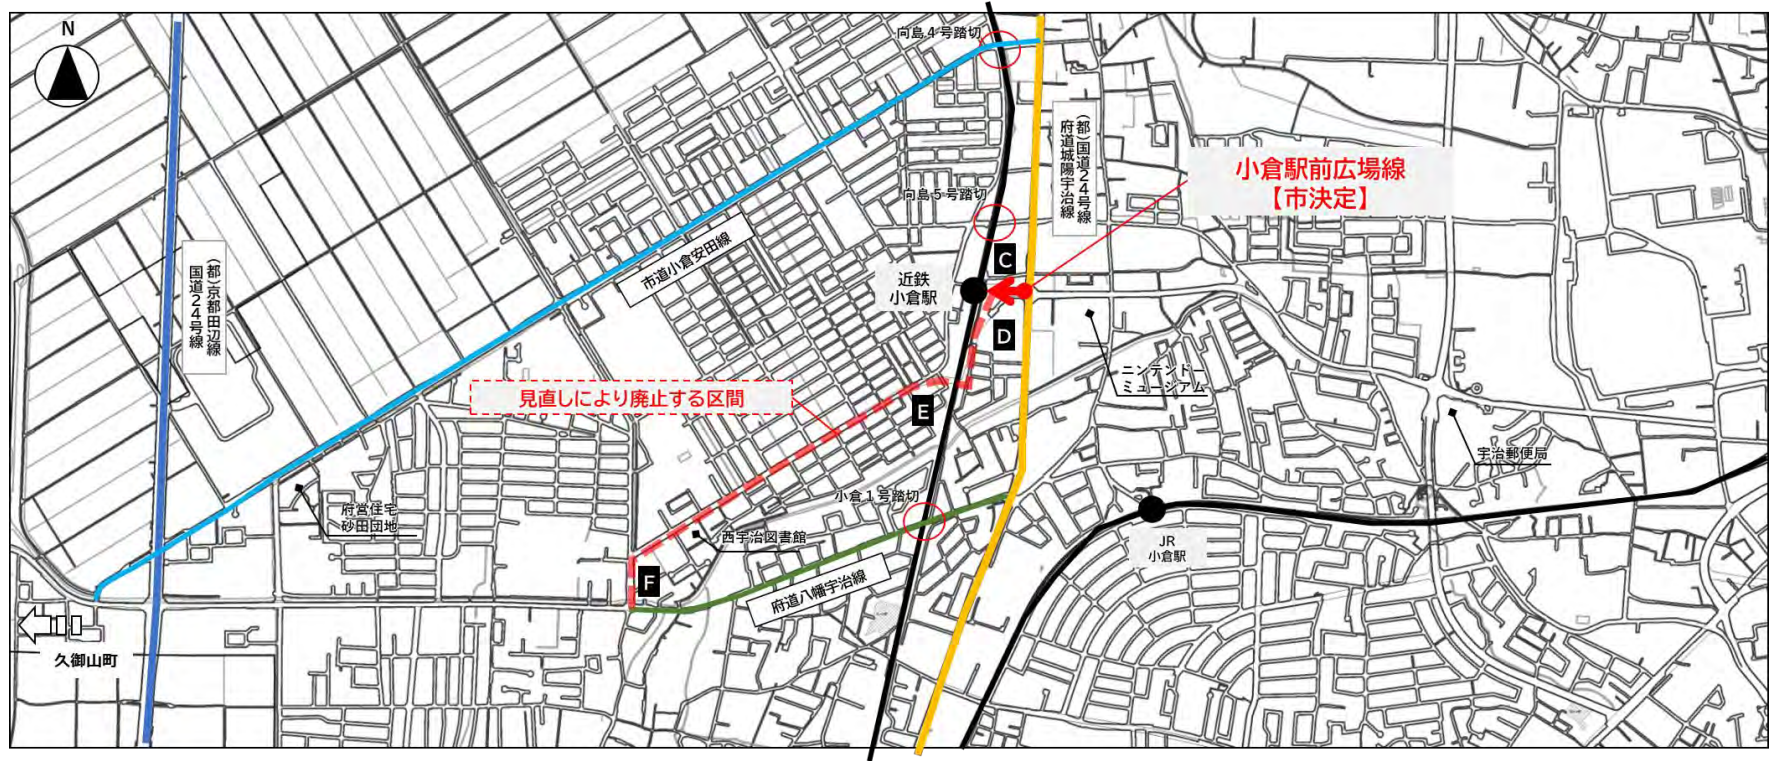 N
向島4号踏切
(都)国道24号線
府道城陽宇治線
小倉駅前広場線
【市決定】
向島5号踏切
市道小倉安田線
(都)京都田辺線
国道24号線
C
近鉄
小倉駅
D
ニンテンドー
ミュージアム
見直しにより廃止する区間
E
宇治郵便局
小倉1号踏切
府営住宅
砂田団地
西宇治図書館
JR
小倉駅
F
府道八幡宇治線
久御山町